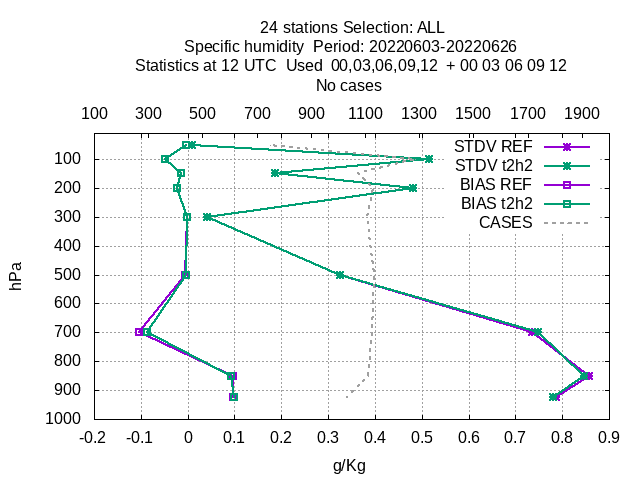 24 stations Selection: ALL
Specific humidity  Period: 20220603-20220626
Statistics at 12 UTC  Used  00,03,06,09,12  + 00 03 06 09 12
No cases
100 300 500 700 900 1100 1300 1500 1700 1900
STDV REF
STDV t2h2
BIAS REF
BIAS t2h2
CASES
hPa
100
200
300
400
500
600
700
800
900
1000
-0.2 -0.1 0 0.1 0.2 0.3 0.4 0.5 0.6 0.7 0.8 0.9
g/Kg